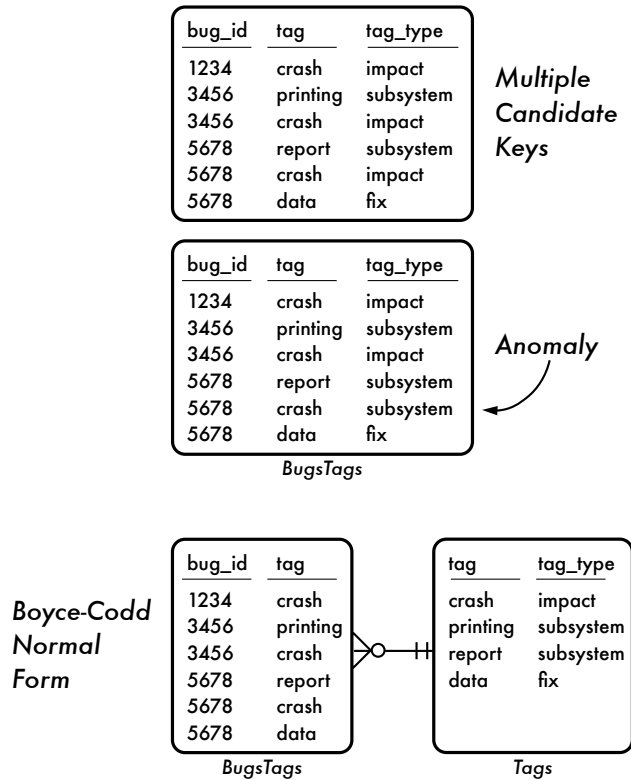 bug_id tag tag_type
1234 crash impact
3456 printing subsystem
3456 crash impact
5678 report subsystem
5678 crash impact
5678 data fix
Multiple
Candidate
Keys
bug_id tag tag_type
1234 crash impact
3456 printing subsystem
3456 crash impact
5678 report subsystem
5678 crash subsystem
5678 data fix
Anomaly
BugsTags
Boyce-Codd
Normal
Form
bug_id tag
1234 crash
3456 printing
3456 crash
5678 report
5678 crash
5678 data
BugsTags
tag tag_type
crash impact
printing subsystem
report subsystem
data fix
Tags